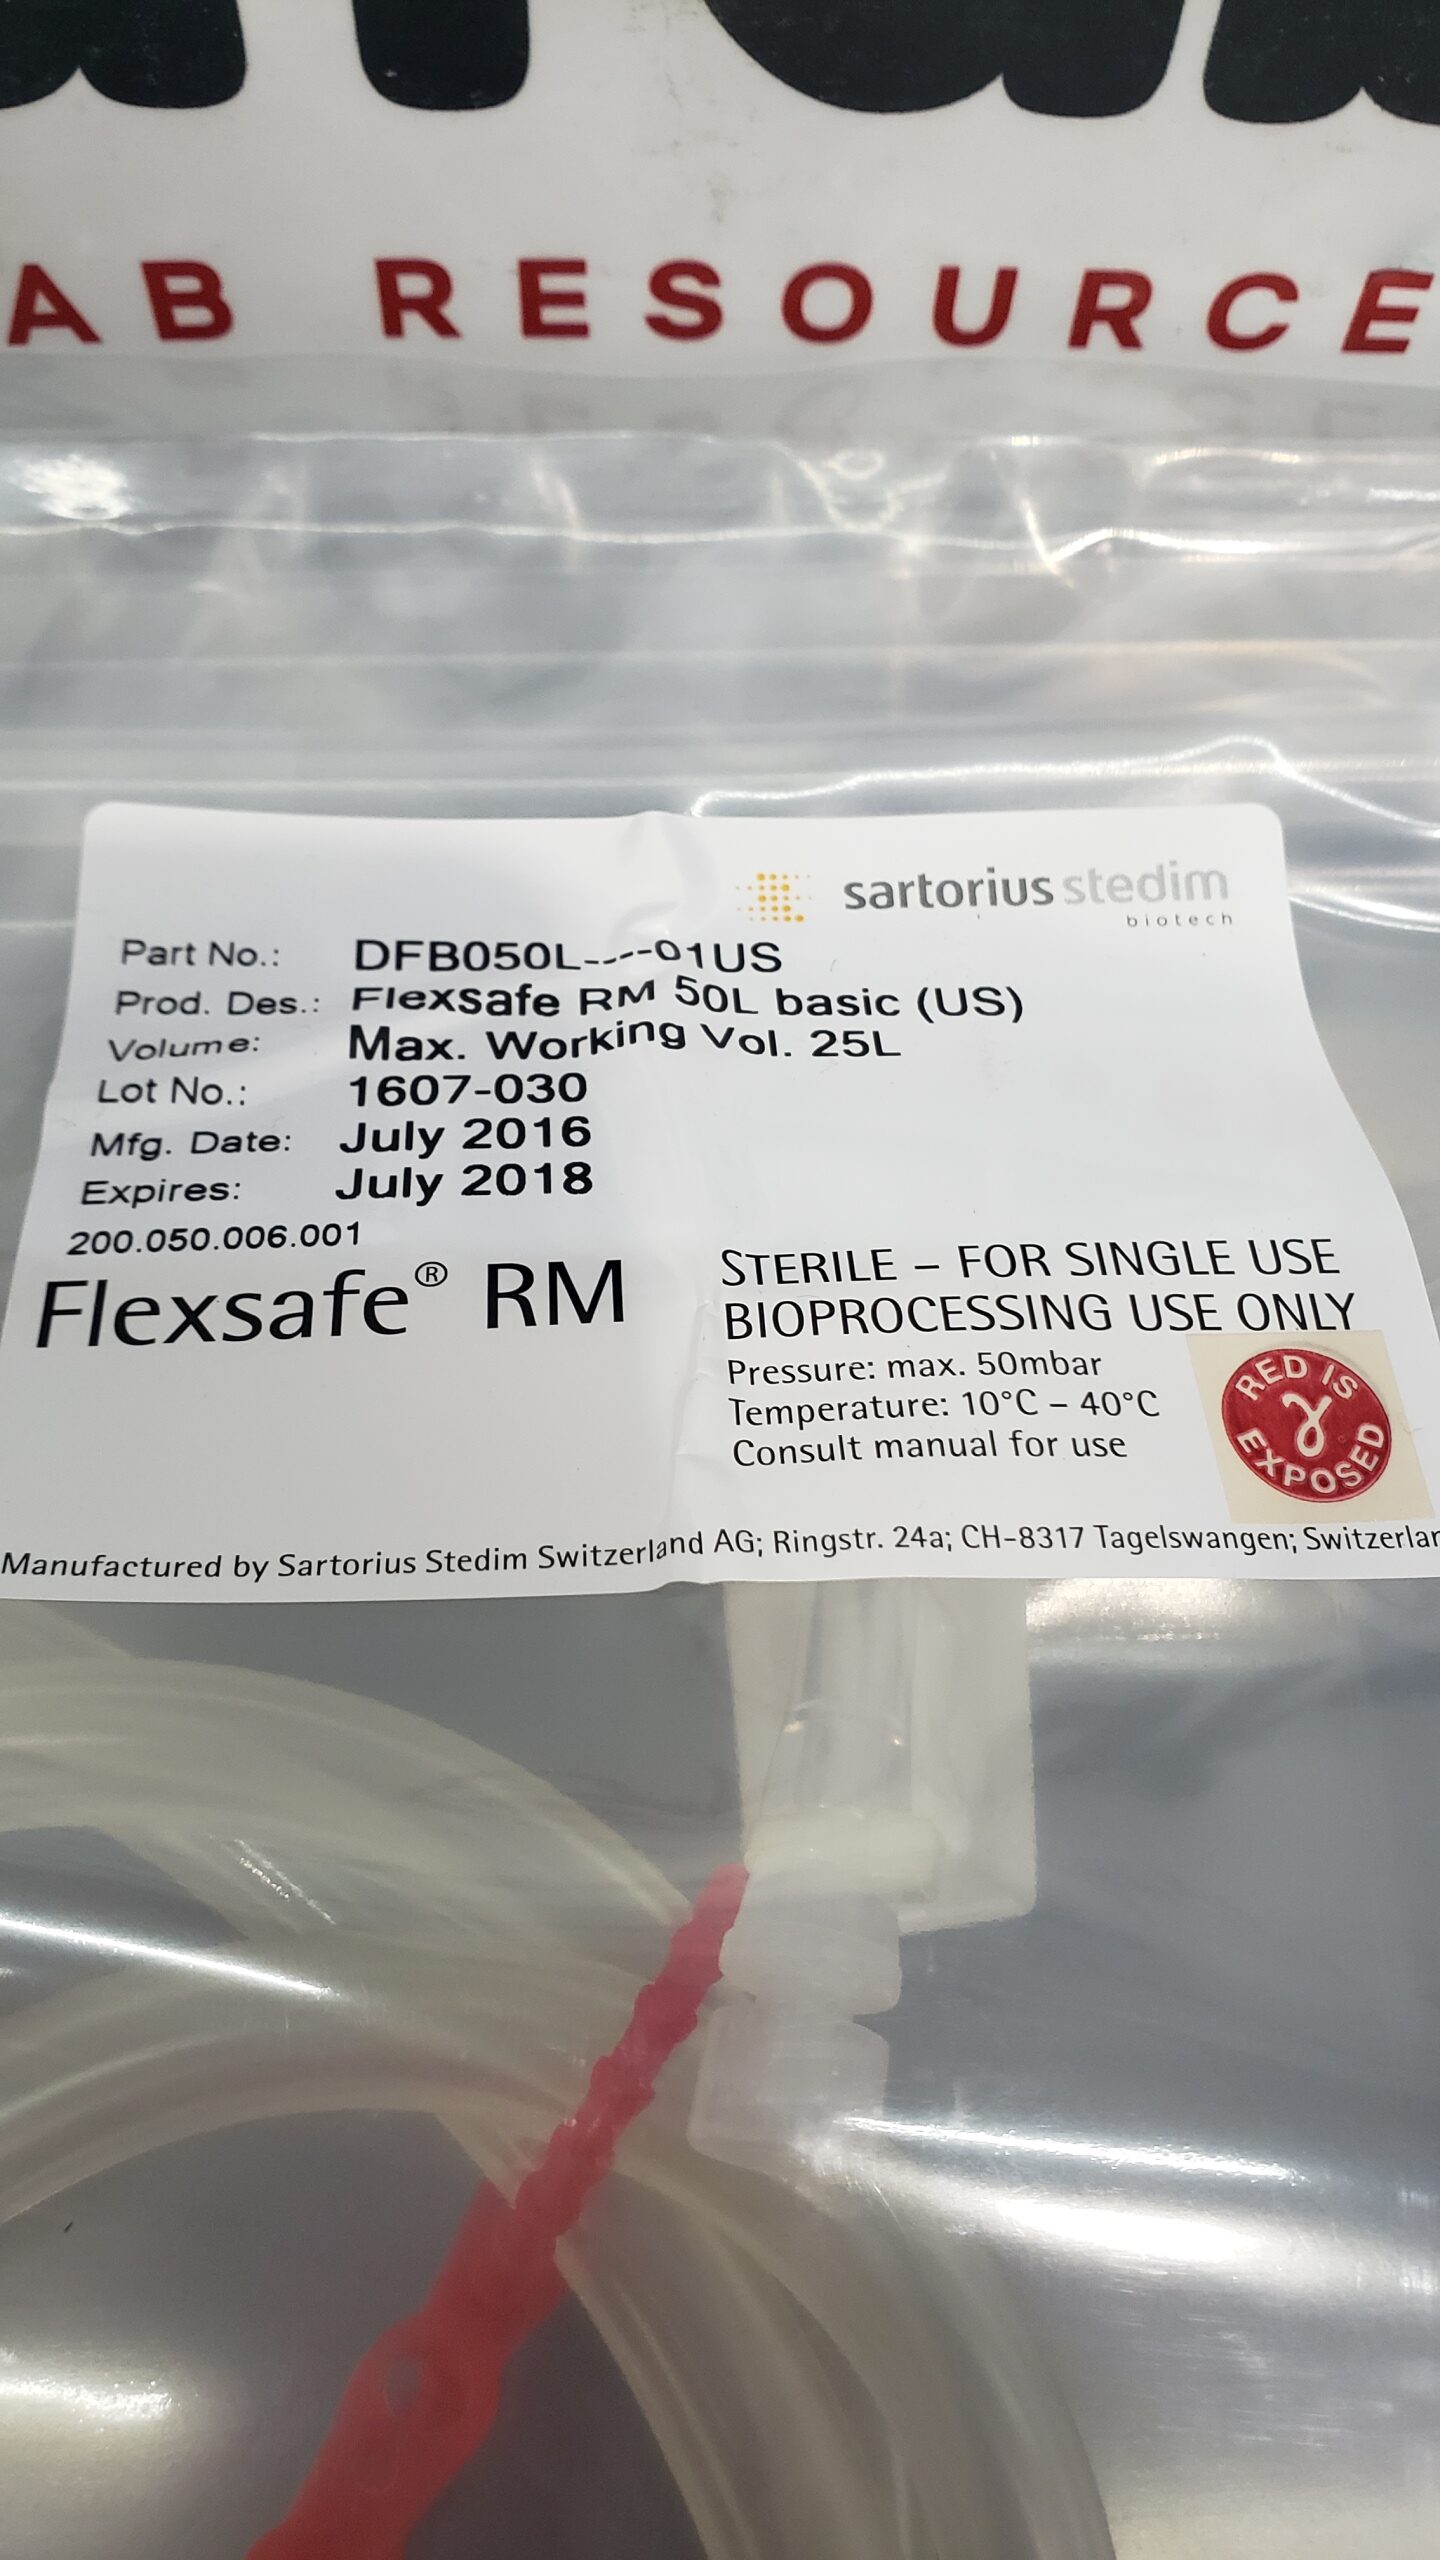 AB RESOURCE
sartorius stedim
biotech
Part No.: DFB050L----01US
Prod. Des.: Flexsafe RM 50L basic (US)
Volume: Max. Working Vol. 25L
Lot No.: 1607-030
Mfg. Date: July 2016
Expires: July 2018
200.050.006.001
Flexsafe® RM
STERILE – FOR SINGLE USE
BIOPROCESSING USE ONLY
Pressure: max. 50mbar
Temperature: 10°C – 40°C
Consult manual for use
RED IS
γ
EXPOSED
Manufactured by Sartorius Stedim Switzerland AG; Ringstr. 24a; CH-8317 Tagelswangen; Switzerlan